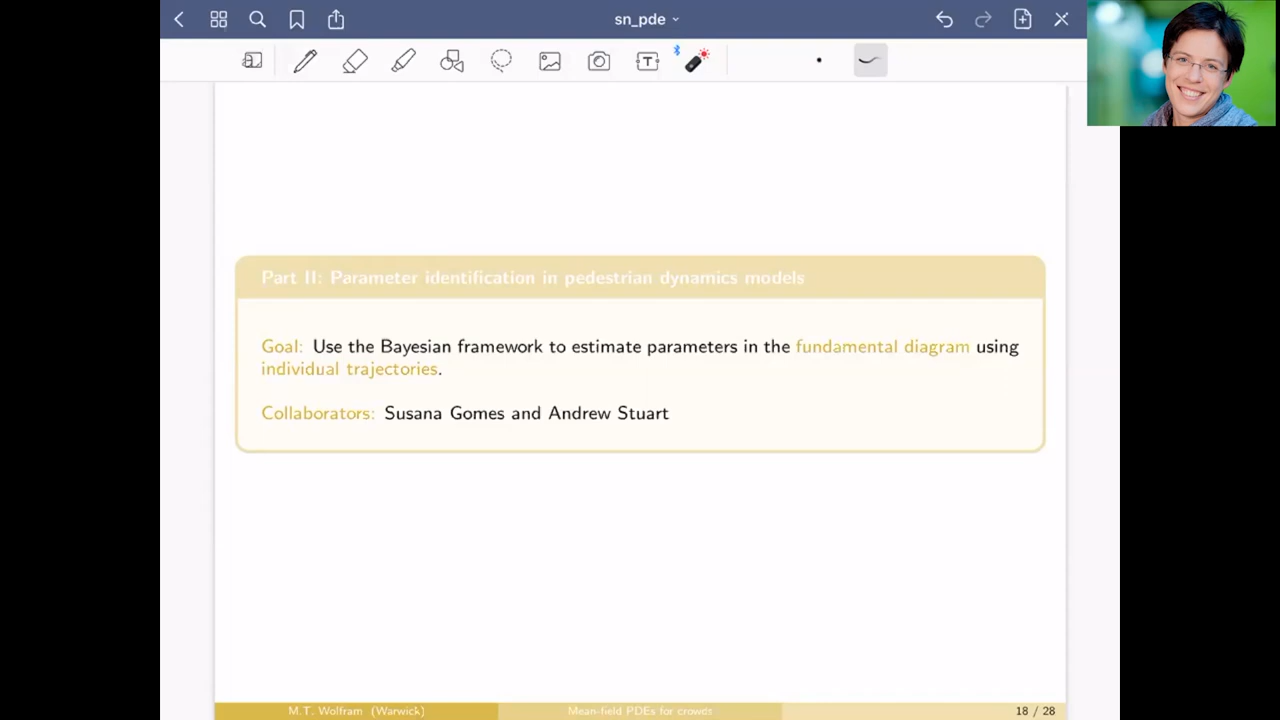 sn_pde
T
Part II: Parameter identification in pedestrian dynamics models
Goal: Use the Bayesian framework to estimate parameters in the fundamental diagram using
individual trajectories.
Collaborators: Susana Gomes and Andrew Stuart
M.T. Wolfram (Warwick)
Mean-field PDEs for crowds
18 / 28